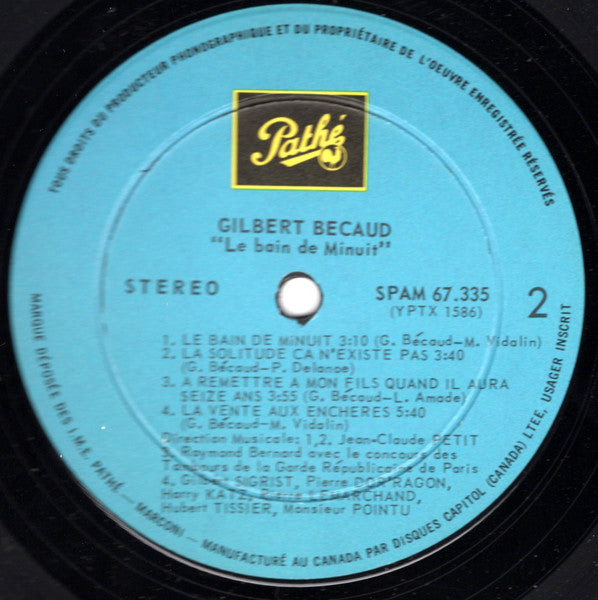 TOUS DROITS DU PRODUCTEUR PHONOGRAPHIQUE ET DU PROPRIÉTAIRE DE L'OEUVRE ENREGISTRÉE RÉSERVÉS
Pathé
GILBERT BECAUD
"Le bain de Minuit"
STEREO
SPAM 67.335
(YPTX 1586)
2
1. LE BAIN DE MINUIT 3:10 (G. Bécaud-M. Vidalin)
2. LA SOLITUDE CA N'EXISTE PAS 3:40
(G. Bécaud-P. Delanoe)
3. A REMETTRE A MON FILS QUAND IL AURA
SEIZE ANS 3:55 (G. Bécaud-L. Amade)
4. LA VENTE AUX ENCHERES 5:40
(G. Bécaud-M. Vidalin)
Direction Musicale: 1,2. Jean-Claude PETIT
3. Raymond Bernard avec le concours des
Tambours de la Garde Républicaine de Paris
4. Gilbert SIGRIST, Pierre DOR'RAGON,
Harry KATZ, Pierre LEMARCHAND,
Hubert TISSIER, Monsieur POINTU
MARQUE DÉPOSÉE DES I.M.E. PATHÉ - MARCONI - MANUFACTURÉ AU CANADA PAR DISQUES CAPITOL (CANADA) LTEE, USAGER INSCRIT